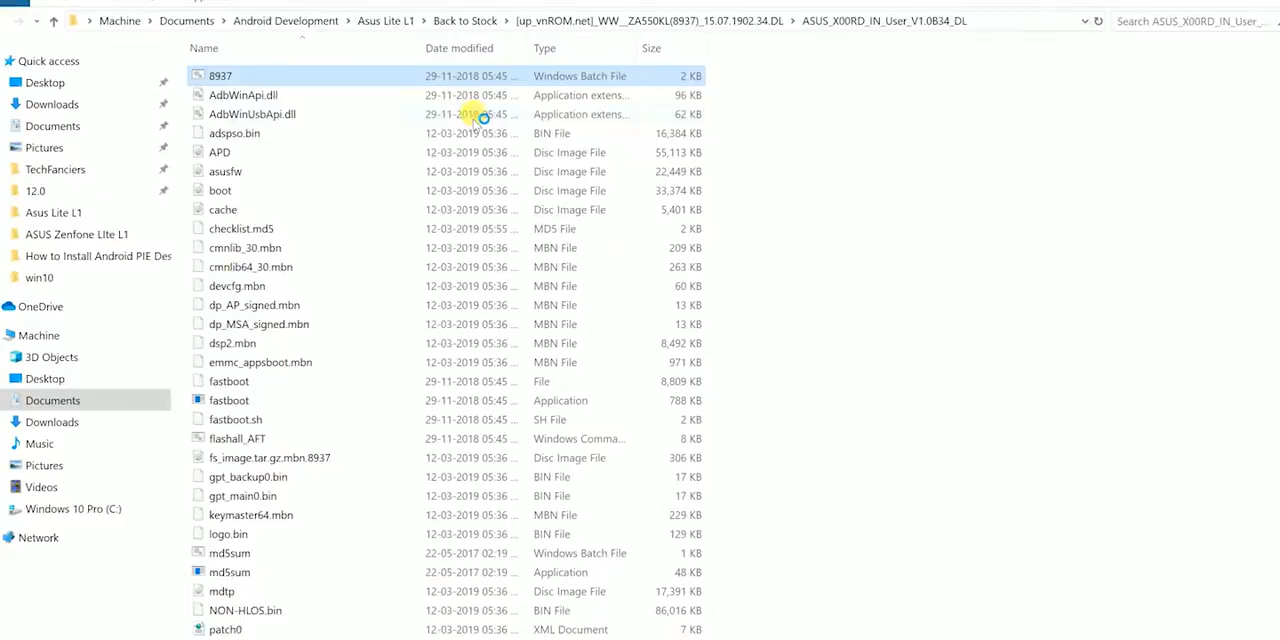 Machine > Documents > Android Development > Asus Lite L1 > Back to Stock > [up_vnROM.net]_WW__ZA550KL(8937)_15.07.1902.34.DL > ASUS_X00RD_IN_User_V1.0B34_DL Search ASUS_X00RD_IN_User_...
Name Date modified Type Size
Quick access
Desktop
Downloads
Documents
Pictures
TechFanciers
12.0
Asus Lite L1
ASUS Zenfone LIte L1
How to Install Android PIE Des
win10
OneDrive
Machine
3D Objects
Desktop
Documents
Downloads
Music
Pictures
Videos
Windows 10 Pro (C:)
Network
8937 29-11-2018 05:45 ... Windows Batch File 2 KB
AdbWinApi.dll 29-11-2018 05:45 ... Application extens... 96 KB
AdbWinUsbApi.dll 29-11-2018 05:45 ... Application extens... 62 KB
adspso.bin 12-03-2019 05:36 ... BIN File 16,384 KB
APD 12-03-2019 05:36 ... Disc Image File 55,113 KB
asusfw 12-03-2019 05:36 ... Disc Image File 22,449 KB
boot 12-03-2019 05:36 ... Disc Image File 33,374 KB
cache 12-03-2019 05:36 ... Disc Image File 5,401 KB
checklist.md5 12-03-2019 05:55 ... MD5 File 2 KB
cmnlib_30.mbn 12-03-2019 05:36 ... MBN File 209 KB
cmnlib64_30.mbn 12-03-2019 05:36 ... MBN File 263 KB
devcfg.mbn 12-03-2019 05:36 ... MBN File 60 KB
dp_AP_signed.mbn 12-03-2019 05:36 ... MBN File 13 KB
dp_MSA_signed.mbn 12-03-2019 05:36 ... MBN File 13 KB
dsp2.mbn 12-03-2019 05:36 ... MBN File 8,492 KB
emmc_appsboot.mbn 12-03-2019 05:36 ... MBN File 971 KB
fastboot 29-11-2018 05:45 ... File 8,809 KB
fastboot 29-11-2018 05:45 ... Application 788 KB
fastboot.sh 29-11-2018 05:45 ... SH File 2 KB
flashall_AFT 29-11-2018 05:45 ... Windows Comma... 8 KB
fs_image.tar.gz.mbn.8937 12-03-2019 05:36 ... Disc Image File 306 KB
gpt_backup0.bin 12-03-2019 05:36 ... BIN File 17 KB
gpt_main0.bin 12-03-2019 05:36 ... BIN File 17 KB
keymaster64.mbn 12-03-2019 05:36 ... MBN File 229 KB
logo.bin 12-03-2019 05:36 ... BIN File 129 KB
md5sum 22-05-2017 02:19 ... Windows Batch File 1 KB
md5sum 22-05-2017 02:19 ... Application 48 KB
mdtp 12-03-2019 05:36 ... Disc Image File 17,391 KB
NON-HLOS.bin 12-03-2019 05:36 ... BIN File 86,016 KB
patch0 12-03-2019 05:36 ... XML Document 7 KB